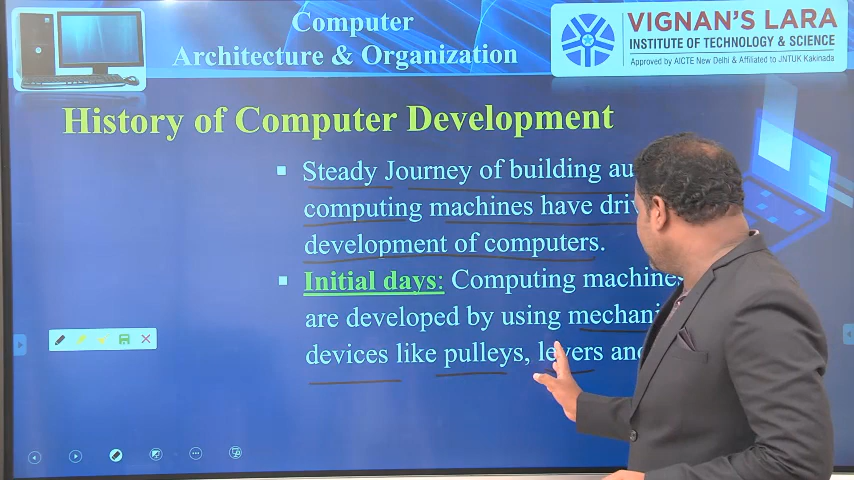 Computer
Architecture & Organization
VIGNAN'S LARA
INSTITUTE OF TECHNOLOGY & SCIENCE
Approved by AICTE New Delhi & Affiliated to JNTUK Kakinada
History of Computer Development
▪ Steady Journey of building
computing machines have
development of computers.
▪ Initial days: Computing machines
are developed by using
devices like pulleys, levers and